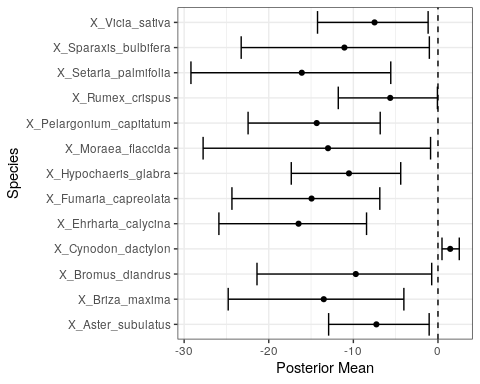 X_Vicia_sativa
X_Sparaxis_bulbifera
X_Setaria_palmifolia
X_Rumex_crispus
X_Pelargonium_capitatum
X_Moraea_flaccida
X_Hypochaeris_glabra
X_Fumaria_capreolata
X_Ehrharta_calycina
X_Cynodon_dactylon
X_Bromus_diandrus
X_Briza_maxima
X_Aster_subulatus
Species
-30 -20 -10 0
Posterior Mean